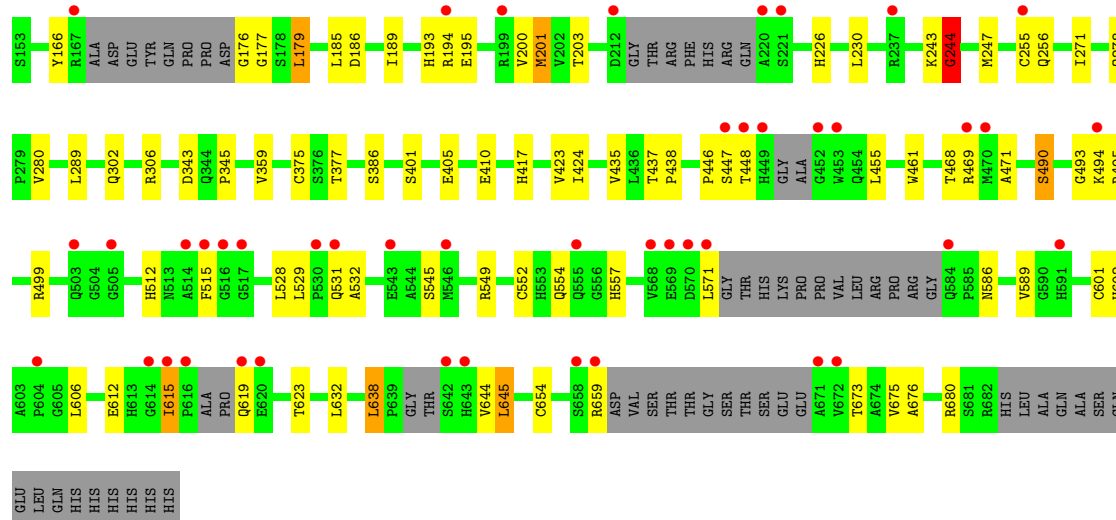 S153 Y166 R167 ALA ASP GLU TYR GLN PRO PRO ASP G176 G177 S178 L179 L185 D186 I189 H193 R194 E195 R199 V200 M201 V202 T203 D212 GLY THR ARG PHE HIS ARG GLN A220 S221 H226 L230 R237 K243 G244 M247 C255 Q256 I271
P279 V280 L289 Q302 R306 D343 Q344 P345 V359 C375 S376 T377 S386 S401 E405 E410 H417 V423 I424 V435 L436 T437 P438 P446 S447 T448 H449 GLY ALA G452 W453 Q454 L455 W461 T468 R469 M470 A471 S490 G493 K494
R499 Q503 G504 G505 H512 N513 A514 F515 G516 G517 L528 L529 P530 Q531 A532 E543 A544 S545 M546 R549 C552 H553 Q554 Q555 G556 H557 V568 E569 D570 L571 GLY THR HIS LYS PRO PRO VAL LEU ARG PRO ARG GLY Q584 P585 N586 V589 G590 H591 C601
A603 P604 G605 L606 E612 H613 G614 I615 P616 ALA PRO Q619 E620 T623 L632 L638 P639 GLY THR S642 H643 V644 L645 C654 S658 R659 ASP VAL SER THR THR GLY SER THR SER GLU GLU A671 V672 T673 A674 V675 A676 R680 S681 R682 HIS LEU ALA GLN ALA SER
GLU LEU GLN HIS HIS HIS HIS HIS HIS